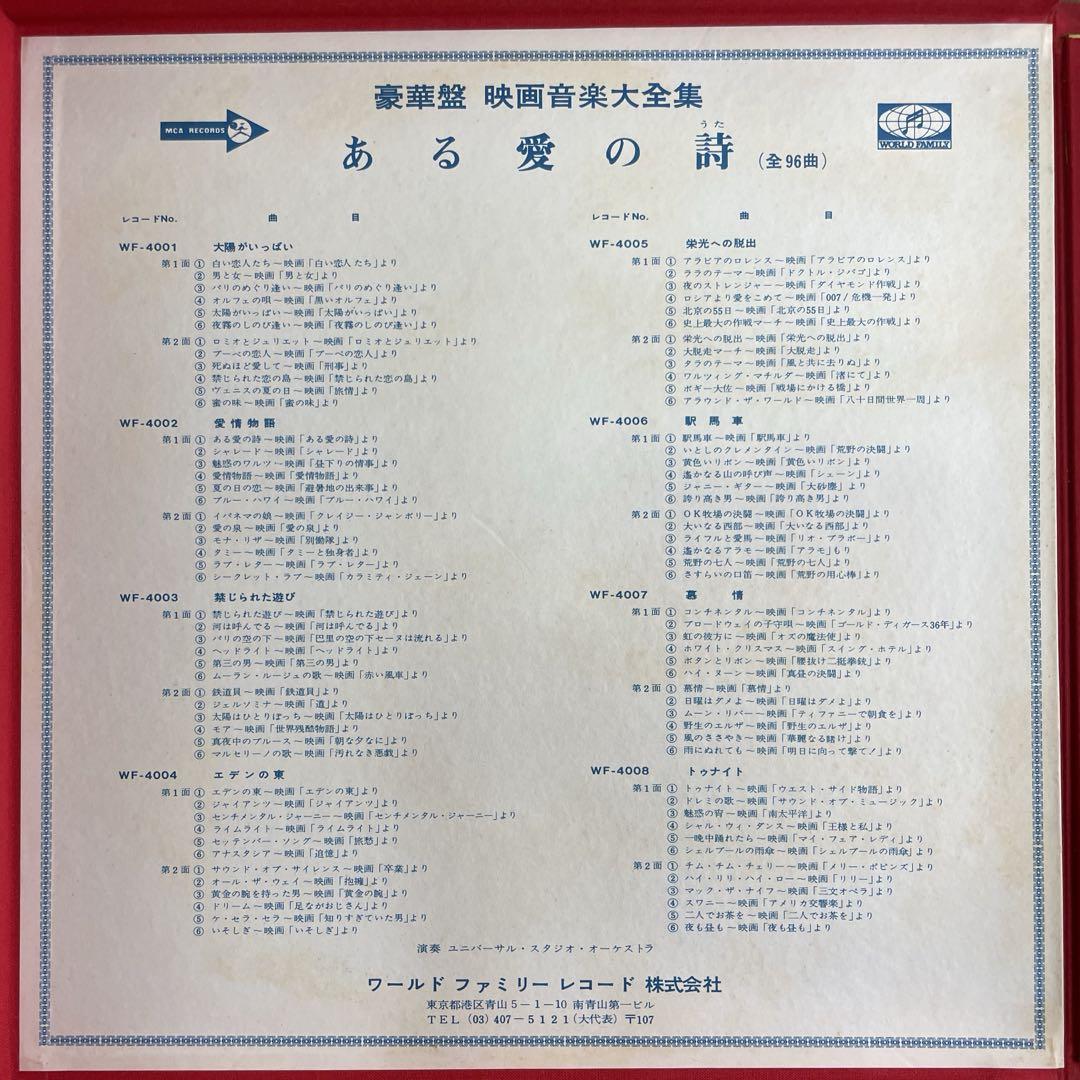 豪華盤 映画音楽大全集
MCA RECORDS
うた
ある愛の詩 (全96曲)
WORLD FAMILY
レコードNo. 曲目
WF-4001 太陽がいっぱい
第1面 ① 白い恋人たち~映画「白い恋人たち」より
② 男と女~映画「男と女」より
③ パリのめぐり逢い~映画「パリのめぐり逢い」より
④ オルフェの唄~映画「黒いオルフェ」より
⑤ 太陽がいっぱい~映画「太陽がいっぱい」より
⑥ 夜霧のしのび逢い~映画「夜霧のしのび逢い」より
第2面 ① ロミオとジュリエット~映画「ロミオとジュリエット」より
② ブーベの恋人~映画「ブーベの恋人」より
③ 死ぬほど愛して~映画「刑事」より
④ 禁じられた恋の島~映画「禁じられた恋の島」より
⑤ ヴェニスの夏の日~映画「旅情」より
⑥ 蜜の味~映画「蜜の味」より
WF-4002 愛情物語
第1面 ① ある愛の詩~映画「ある愛の詩」より
② シャレード~映画「シャレード」より
③ 魅惑のワルツ~映画「昼下りの情事」より
④ 愛情物語~映画「愛情物語」より
⑤ 夏の日の恋~映画「避暑地の出来事」より
⑥ ブルー・ハワイ~映画「ブルー・ハワイ」より
第2面 ① イパネマの娘~映画「クレイジー・ジャンボリー」より
② 愛の泉~映画「愛の泉」より
③ モナ・リザ~映画「別働隊」より
④ タミー~映画「タミーと独身者」より
⑤ ラブ・レター~映画「ラブ・レター」より
⑥ シークレット・ラブ~映画「カラミティ・ジェーン」より
WF-4003 禁じられた遊び
第1面 ① 禁じられた遊び~映画「禁じられた遊び」より
② 河は呼んでる~映画「河は呼んでる」より
③ パリの空の下~映画「巴里の空の下セーヌは流れる」より
④ ヘッドライト~映画「ヘッドライト」より
⑤ 第三の男~映画「第三の男」より
⑥ ムーラン・ルージュの歌~映画「赤い風車」より
第2面 ① 鉄道員~映画「鉄道員」より
② ジェルソミナ~映画「道」より
③ 太陽はひとりぼっち~映画「太陽はひとりぼっち」より
④ モア~映画「世界残酷物語」より
⑤ 真夜中のブルース~映画「朝な夕なに」より
⑥ マルセリーノの歌~映画「汚れなき悪戯」より
WF-4004 エデンの東
第1面 ① エデンの東~映画「エデンの東」より
② ジャイアンツ~映画「ジャイアンツ」より
③ センチメンタル・ジャーニー~映画「センチメンタル・ジャーニー」より
④ ライムライト~映画「ライムライト」より
⑤ セッテンバー・ソング~映画「旅愁」より
⑥ アナスタシア~映画「追憶」より
第2面 ① サウンド・オブ・サイレンス~映画「卒業」より
② オール・ザ・ウェイ~映画「抱擁」より
③ 黄金の腕を持った男~映画「黄金の腕」より
④ ドリーム~映画「足ながおじさん」より
⑤ ケ・セラ・セラ~映画「知りすぎていた男」より
⑥ いそしぎ~映画「いそしぎ」より
レコードNo. 曲目
WF-4005 栄光への脱出
第1面 ① アラビアのロレンス~映画「アラビアのロレンス」より
② ララのテーマ~映画「ドクトル・ジバゴ」より
③ 夜のストレンジャー~映画「ダイヤモンド作戦」より
④ ロシアより愛をこめて~映画「007/危機一発」より
⑤ 北京の55日~映画「北京の55日」より
⑥ 史上最大の作戦マーチ~映画「史上最大の作戦」より
第2面 ① 栄光への脱出~映画「栄光への脱出」より
② 大脱走マーチ~映画「大脱走」より
③ タラのテーマ~映画「風と共に去りぬ」より
④ ワルツィング・マチルダ~映画「渚にて」より
⑤ ボギー大佐~映画「戦場にかける橋」より
⑥ アラウンド・ザ・ワールド~映画「八十日間世界一周」より
WF-4006 駅馬車
第1面 ① 駅馬車~映画「駅馬車」より
② いとしのクレメンタイン~映画「荒野の決闘」より
③ 黄色いリボン~映画「黄色いリボン」より
④ 遙かなる山の呼び声~映画「シェーン」より
⑤ ジャニー・ギター~映画「大砂塵」より
⑥ 誇り高き男~映画「誇り高き男」より
第2面 ① OK牧場の決闘~映画「OK牧場の決闘」より
② 大いなる西部~映画「大いなる西部」より
③ ライフルと愛馬~映画「リオ・ブラボー」より
④ 遙かなるアラモ~映画「アラモ」もり
⑤ 荒野の七人~映画「荒野の七人」より
⑥ さすらいの口笛~映画「荒野の用心棒」より
WF-4007 慕情
第1面 ① コンチネンタル~映画「コンチネンタル」より
② ブロードウェイの子守唄~映画「ゴールド・ディガース36年」より
③ 虹の彼方に~映画「オズの魔法使」より
④ ホワイト・クリスマス~映画「スイング・ホテル」より
⑤ ボタンとリボン~映画「腰抜け二挺拳銃」より
⑥ ハイ・ヌーン~映画「真昼の決闘」より
第2面 ① 慕情~映画「慕情」より
② 日曜はダメよ~映画「日曜はダメよ」より
③ ムーン・リバー~映画「ティファニーで朝食を」より
④ 野生のエルザ~映画「野生のエルザ」より
⑤ 風のささやき~映画「華麗なる賭け」より
⑥ 雨にぬれても~映画「明日に向って撃て!」より
WF-4008 トゥナイト
第1面 ① トゥナイト~映画「ウエスト・サイド物語」より
② ドレミの歌~映画「サウンド・オブ・ミュージック」より
③ 魅惑の宵~映画「南太平洋」より
④ シャル・ウィ・ダンス~映画「王様と私」より
⑤ 一晩中踊れたら~映画「マイ・フェア・レディ」より
⑥ シェルブールの雨傘~映画「シェルブールの雨傘」より
第2面 ① チム・チム・チェリー~映画「メリー・ポピンズ」より
② ハイ・リリ・ハイ・ロー~映画「リリー」より
③ マック・ザ・ナイフ~映画「三文オペラ」より
④ スワニー~映画「アメリカ交響楽」より
⑤ 二人でお茶を~映画「二人でお茶を」より
⑥ 夜も昼も~映画「夜も昼も」より
演奏 ユニバーサル・スタジオ・オーケストラ
ワールド ファミリー レコード 株式会社
東京都港区青山5-1-10 南青山第一ビル
TEL (03) 407-5121(大代表) 〒107